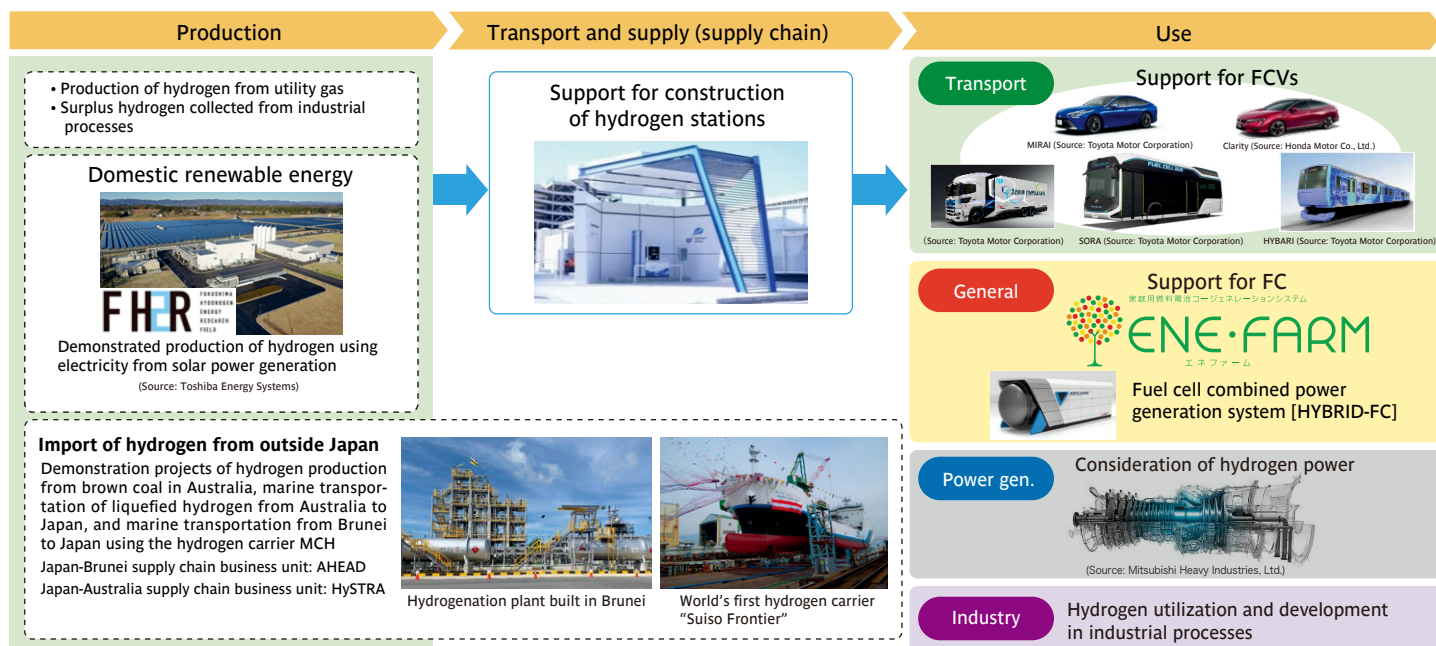 Production
Transport and supply (supply chain)
Use
• Production of hydrogen from utility gas
• Surplus hydrogen collected from industrial
processes
Domestic renewable energy
FH2R
FUKUSHIMA
HYDROGEN
ENERGY
RESEARCH
FIELD
Demonstrated production of hydrogen using
electricity from solar power generation
(Source: Toshiba Energy Systems)
Import of hydrogen from outside Japan
Demonstration projects of hydrogen production
from brown coal in Australia, marine transpor-
tation of liquefied hydrogen from Australia to
Japan, and marine transportation from Brunei
to Japan using the hydrogen carrier MCH
Japan-Brunei supply chain business unit: AHEAD
Japan-Australia supply chain business unit: HySTRA
Hydrogenation plant built in Brunei
World's first hydrogen carrier
“Suiso Frontier”
Support for construction
of hydrogen stations
Transport
Support for FCVs
MIRAI (Source: Toyota Motor Corporation)
Clarity (Source: Honda Motor Co., Ltd.)
FUEL CELL BUS
(Source: Toyota Motor Corporation)
SORA (Source: Toyota Motor Corporation)
HYBARI (Source: Toyota Motor Corporation)
General
Support for FC
家庭用燃料電池コージェネレーションシステム
ENE·FARM
エネファーム
Fuel cell combined power
generation system [HYBRID-FC]
Power gen.
Consideration of hydrogen power
(Source: Mitsubishi Heavy Industries, Ltd.)
Industry
Hydrogen utilization and development
in industrial processes